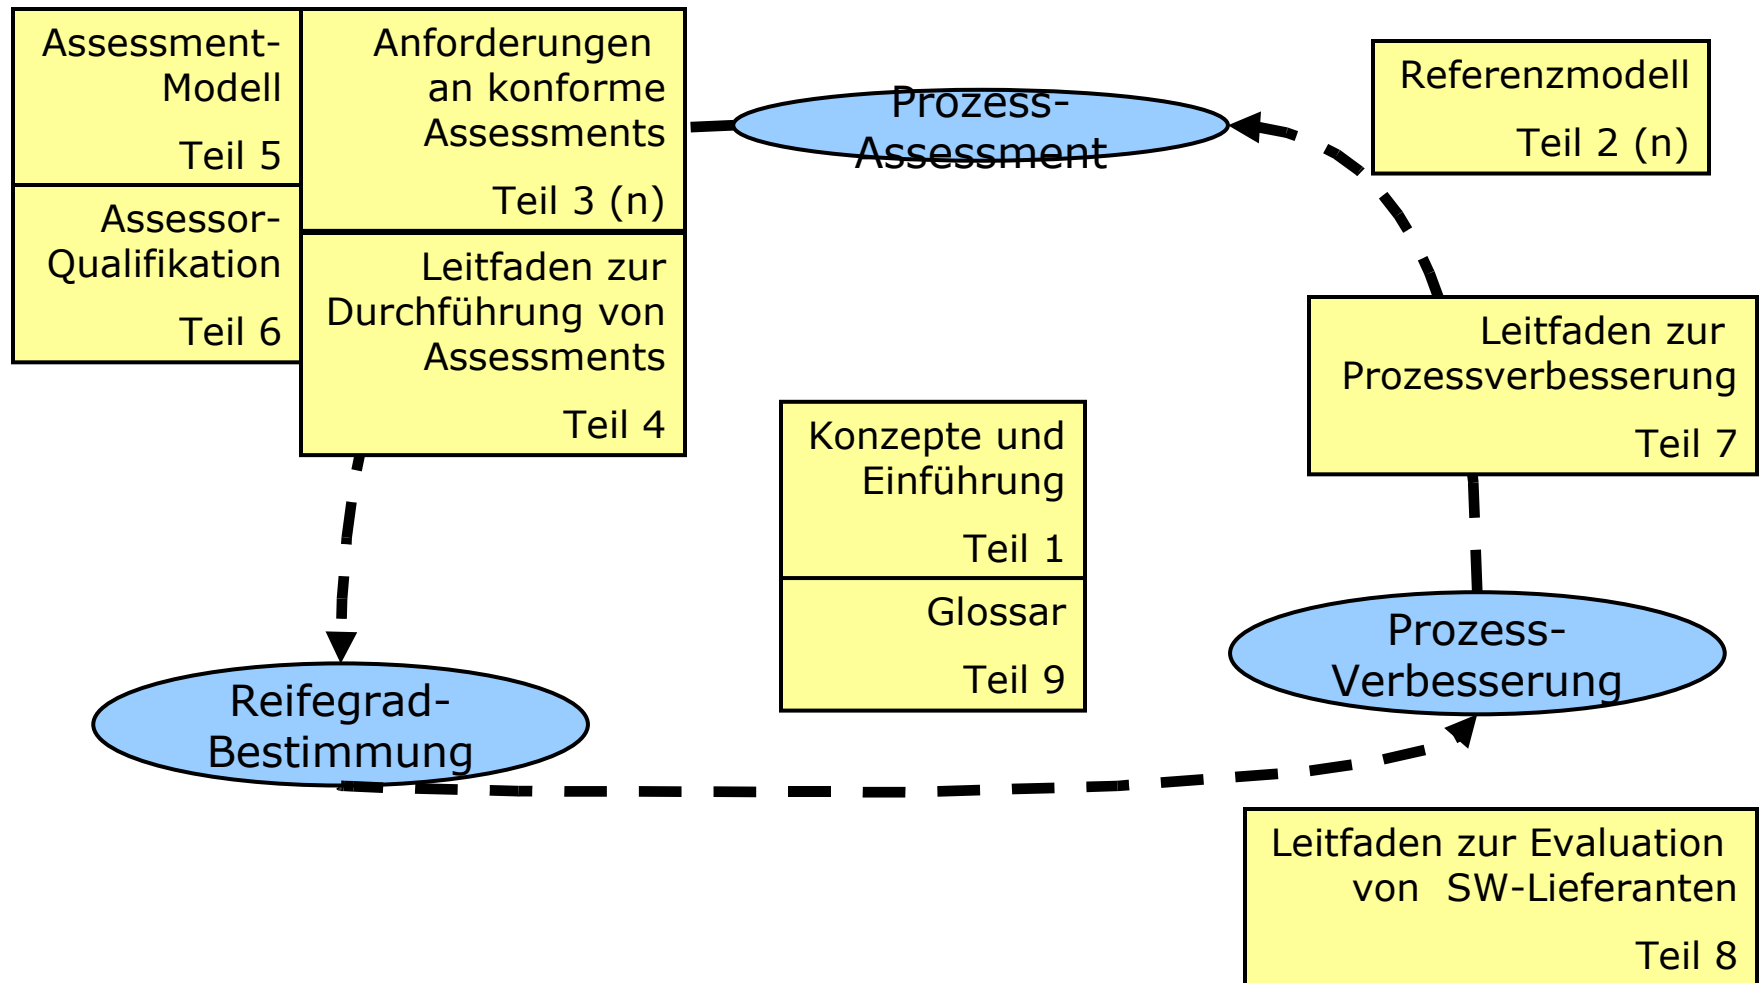 Assessment-
Modell
Teil 5
Assessor-
Qualifikation
Teil 6
Anforderungen
an konforme
Assessments
Teil 3 (n)
Leitfaden zur
Durchführung von
Assessments
Teil 4
Prozess-
Assessment
Referenzmodell
Teil 2 (n)
Leitfaden zur
Prozessverbesserung
Teil 7
Konzepte und
Einführung
Teil 1
Glossar
Teil 9
Prozess-
Verbesserung
Reifegrad-
Bestimmung
Leitfaden zur Evaluation
von SW-Lieferanten
Teil 8